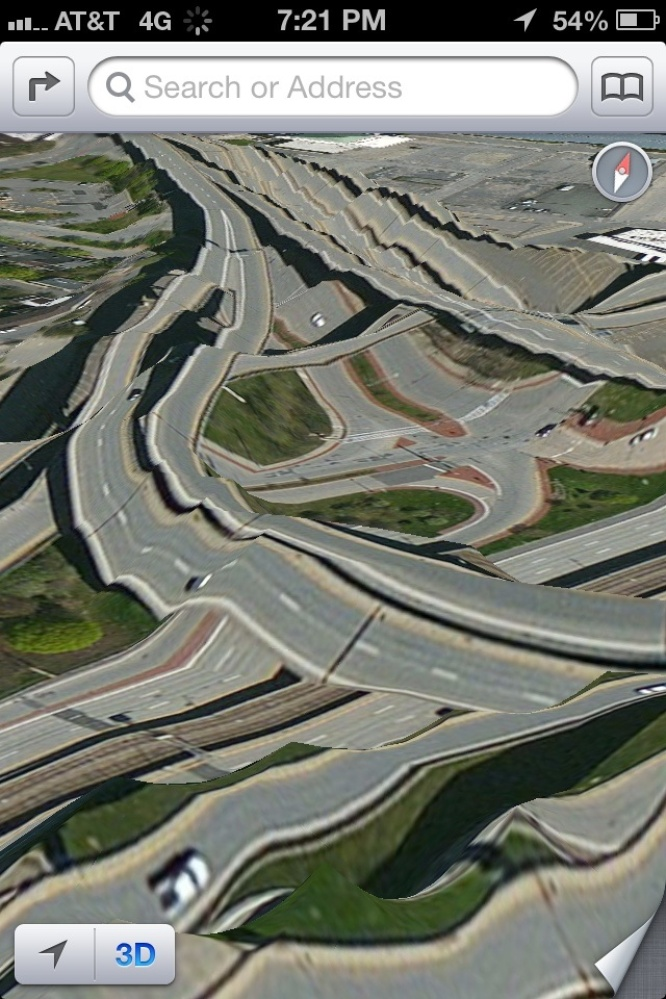 AT&T 4G 7:21 PM 54%
Search or Address
3D